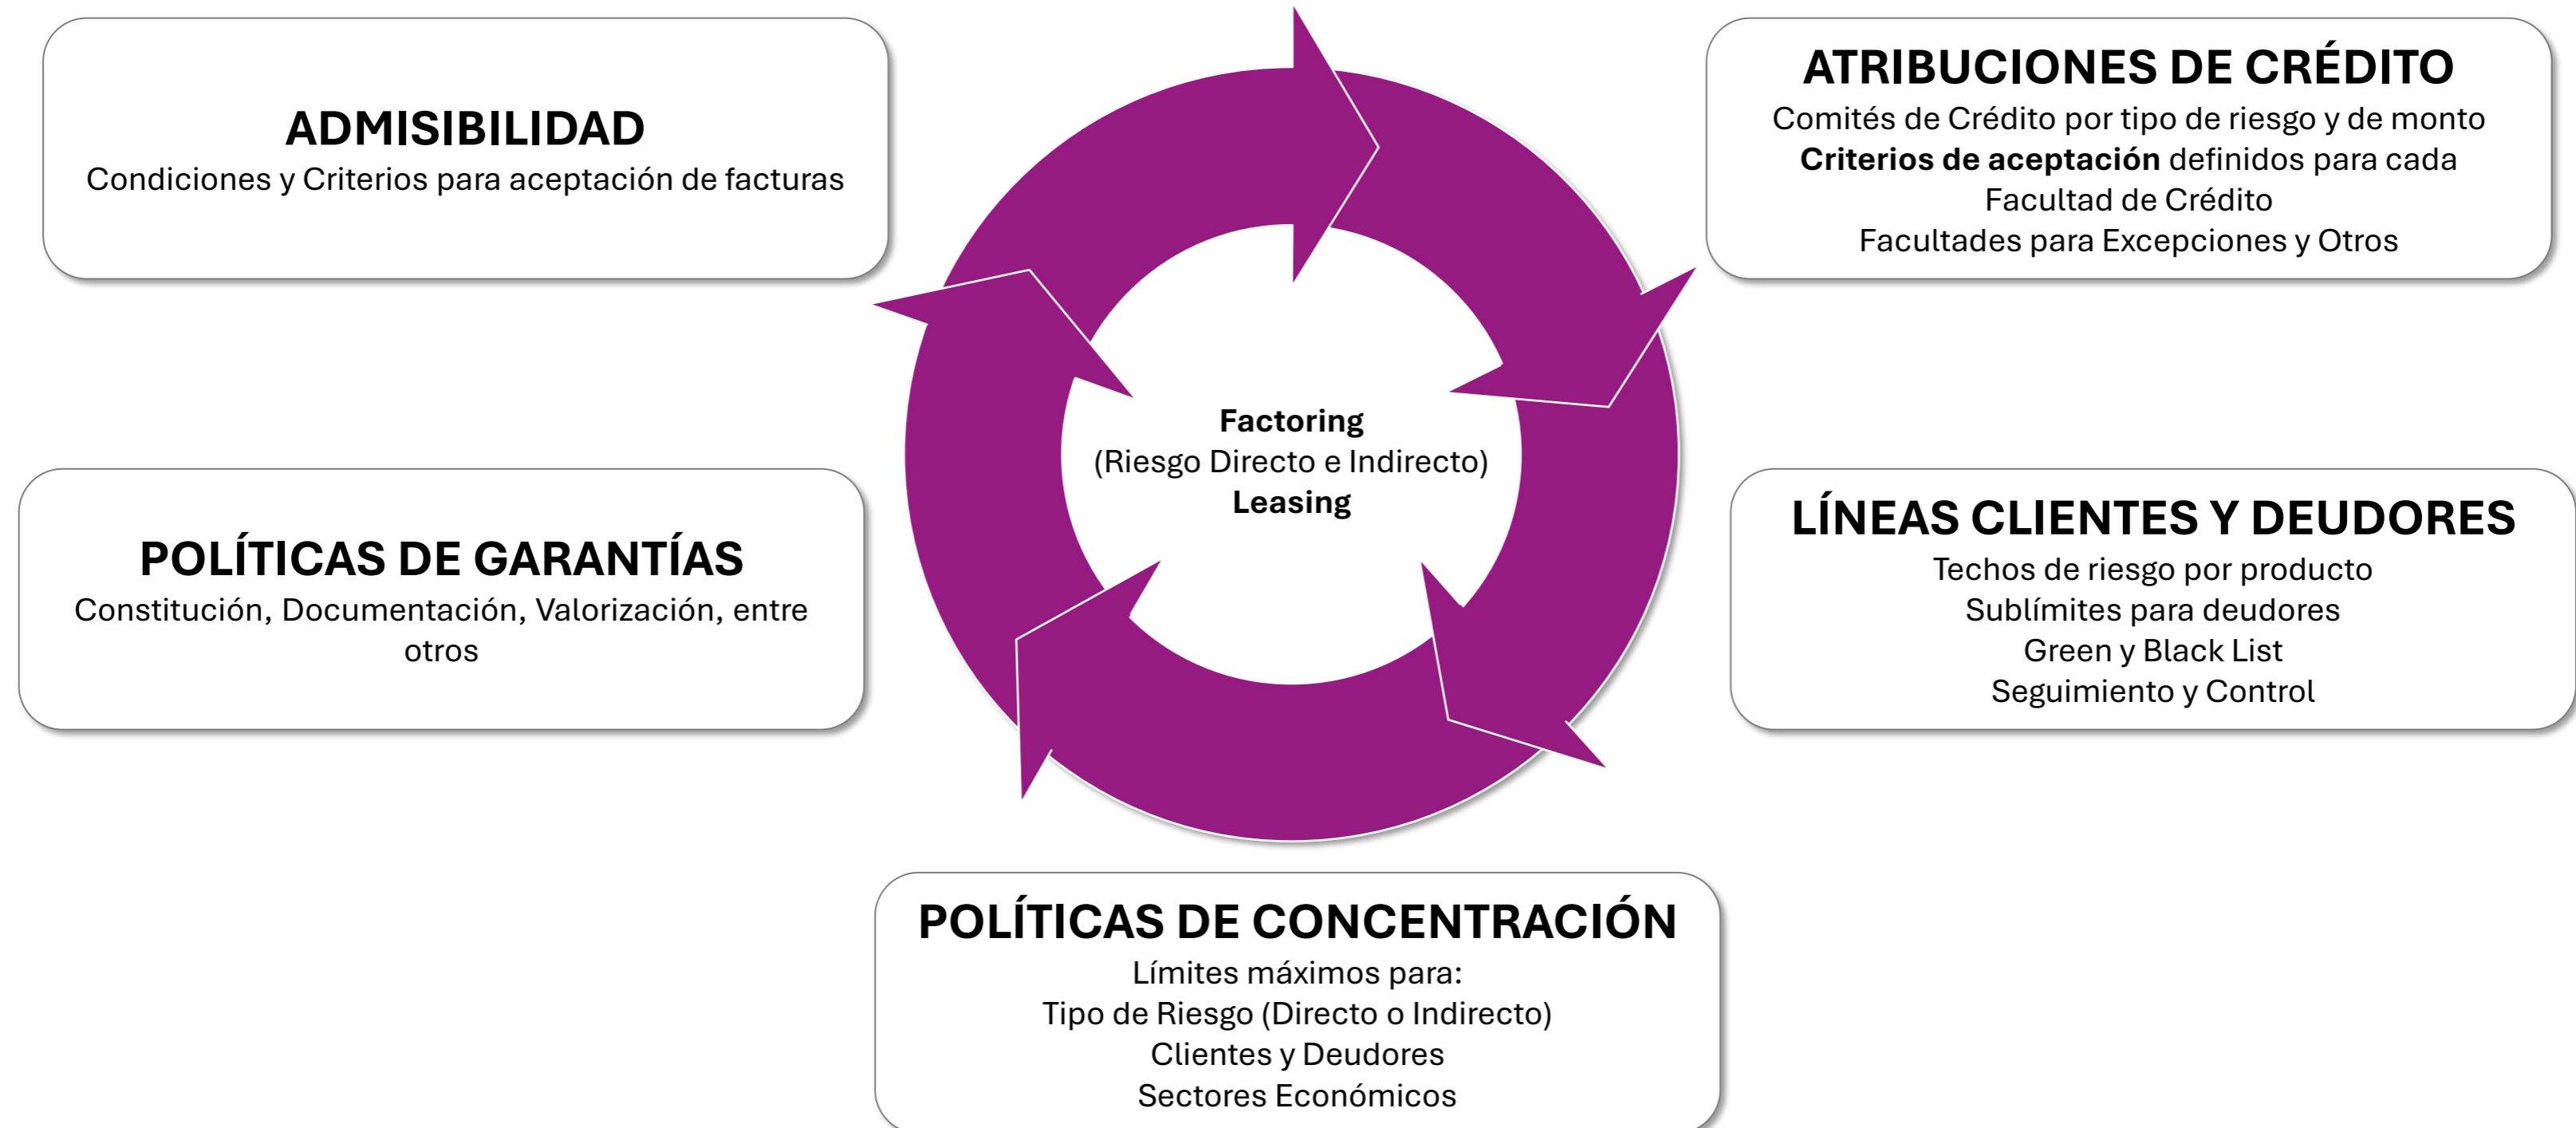 ADMISIBILIDAD
Condiciones y Criterios para aceptación de facturas
ATRIBUCIONES DE CRÉDITO
Comités de Crédito por tipo de riesgo y de monto
Criterios de aceptación definidos para cada
Facultad de Crédito
Facultades para Excepciones y Otros
Factoring
(Riesgo Directo e Indirecto)
Leasing
POLÍTICAS DE GARANTÍAS
Constitución, Documentación, Valorización, entre
otros
LÍNEAS CLIENTES Y DEUDORES
Techos de riesgo por producto
Sublímites para deudores
Green y Black List
Seguimiento y Control
POLÍTICAS DE CONCENTRACIÓN
Límites máximos para:
Tipo de Riesgo (Directo o Indirecto)
Clientes y Deudores
Sectores Económicos